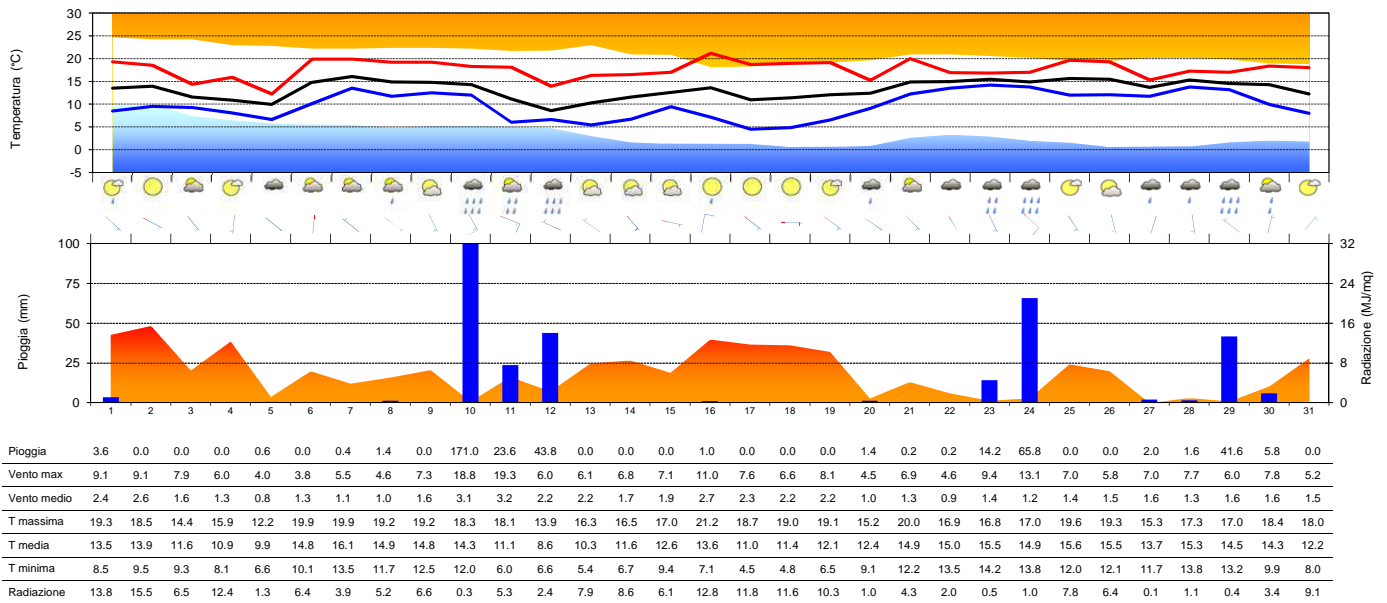 30
25
20
15
10
5
0
-5
Temperatura (°C)
100
75
50
25
0
Pioggia (mm)
32
24
16
8
0
Radiazione (MJ/mq)
1 2 3 4 5 6 7 8 9 10 11 12 13 14 15 16 17 18 19 20 21 22 23 24 25 26 27 28 29 30 31
Pioggia 3.6 0.0 0.0 0.0 0.6 0.0 0.4 1.4 0.0 171.0 23.6 43.8 0.0 0.0 0.0 1.0 0.0 0.0 0.0 1.4 0.2 0.2 14.2 65.8 0.0 0.0 2.0 1.6 41.6 5.8 0.0
Vento max 9.1 9.1 7.9 6.0 4.0 3.8 5.5 4.6 7.3 18.8 19.3 6.0 6.1 6.8 7.1 11.0 7.6 6.6 8.1 4.5 6.9 4.6 9.4 13.1 7.0 5.8 7.0 7.7 6.0 7.8 5.2
Vento medio 2.4 2.6 1.6 1.3 0.8 1.3 1.1 1.0 1.6 3.1 3.2 2.2 2.2 1.7 1.9 2.7 2.3 2.2 2.2 1.0 1.3 0.9 1.4 1.2 1.4 1.5 1.6 1.3 1.6 1.6 1.5
T massima 19.3 18.5 14.4 15.9 12.2 19.9 19.9 19.2 19.2 18.3 18.1 13.9 16.3 16.5 17.0 21.2 18.7 19.0 19.1 15.2 20.0 16.9 16.8 17.0 19.6 19.3 15.3 17.3 17.0 18.4 18.0
T media 13.5 13.9 11.6 10.9 9.9 14.8 16.1 14.9 14.8 14.3 11.1 8.6 10.3 11.6 12.6 13.6 11.0 11.4 12.1 12.4 14.9 15.0 15.5 14.9 15.6 15.5 13.7 15.3 14.5 14.3 12.2
T minima 8.5 9.5 9.3 8.1 6.6 10.1 13.5 11.7 12.5 12.0 6.0 6.6 5.4 6.7 9.4 7.1 4.5 4.8 6.5 9.1 12.2 13.5 14.2 13.8 12.0 12.1 11.7 13.8 13.2 9.9 8.0
Radiazione 13.8 15.5 6.5 12.4 1.3 6.4 3.9 5.2 6.6 0.3 5.3 2.4 7.9 8.6 6.1 12.8 11.8 11.6 10.3 1.0 4.3 2.0 0.5 1.0 7.8 6.4 0.1 1.1 0.4 3.4 9.1